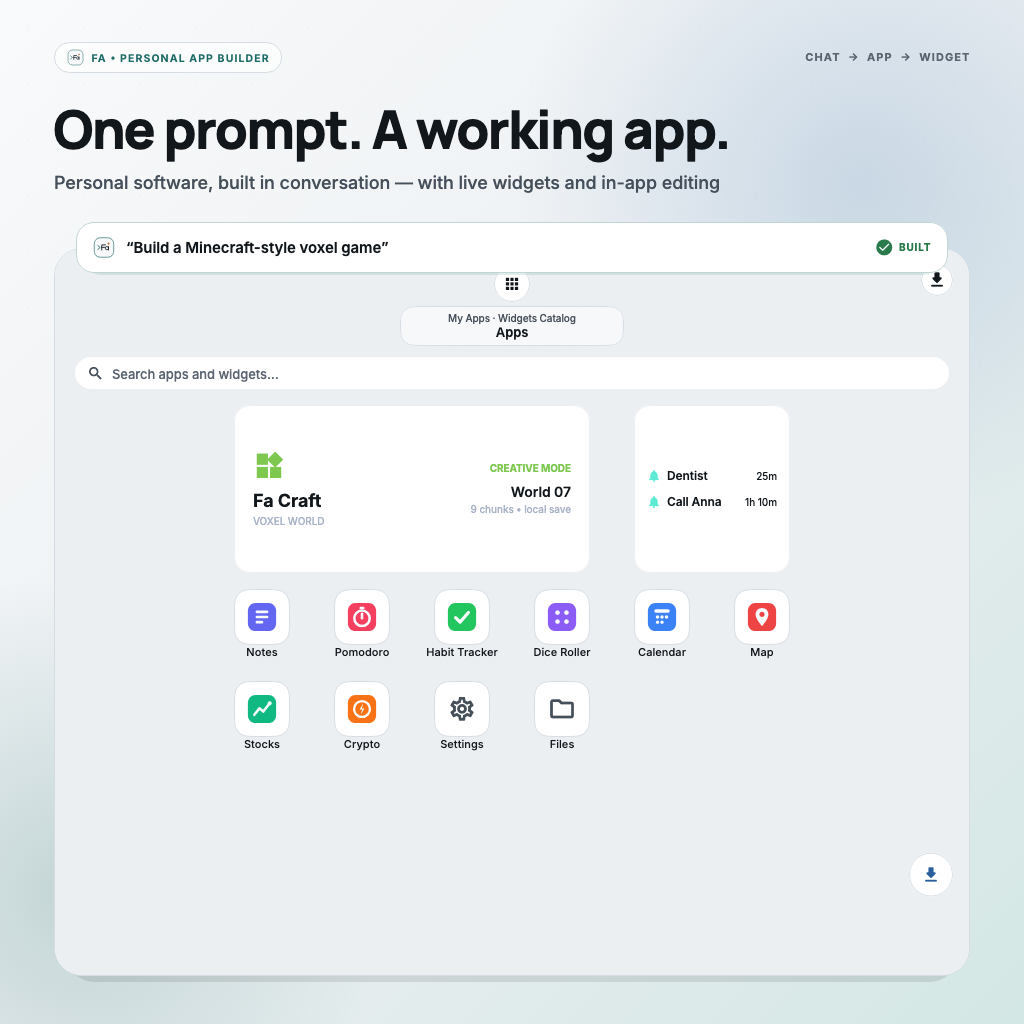 Fa FA • PERSONAL APP BUILDER
CHAT → APP → WIDGET
One prompt. A working app.
Personal software, built in conversation — with live widgets and in-app editing
Fa “Build a Minecraft-style voxel game” BUILT
My Apps · Widgets Catalog
Apps
Search apps and widgets...
Fa Craft
VOXEL WORLD
CREATIVE MODE
World 07
9 chunks • local save
Dentist 25m
Call Anna 1h 10m
Notes Pomodoro Habit Tracker Dice Roller Calendar Map
Stocks Crypto Settings Files